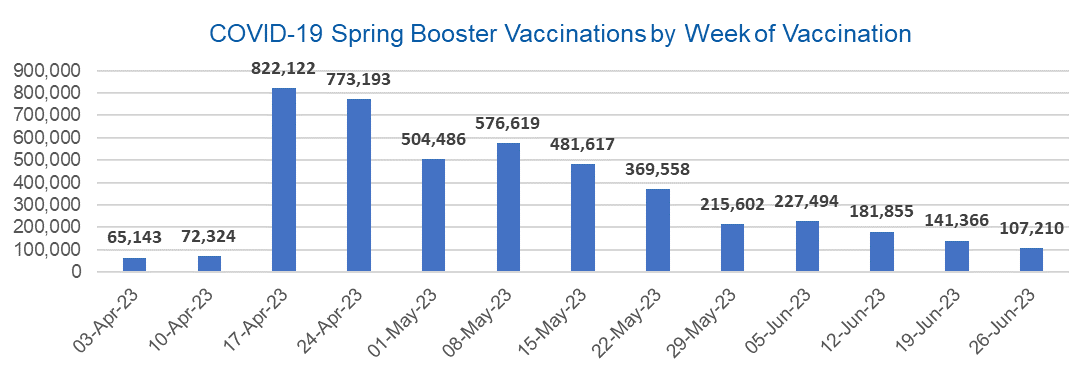 COVID-19 Spring Booster Vaccinations by Week of Vaccination
900,000
800,000
700,000
600,000
500,000
400,000
300,000
200,000
100,000
0
65,143
72,324
822,122
773,193
504,486
576,619
481,617
369,558
215,602
227,494
181,855
141,366
107,210
03-Apr-23
10-Apr-23
17-Apr-23
24-Apr-23
01-May-23
08-May-23
15-May-23
22-May-23
29-May-23
05-Jun-23
12-Jun-23
19-Jun-23
26-Jun-23